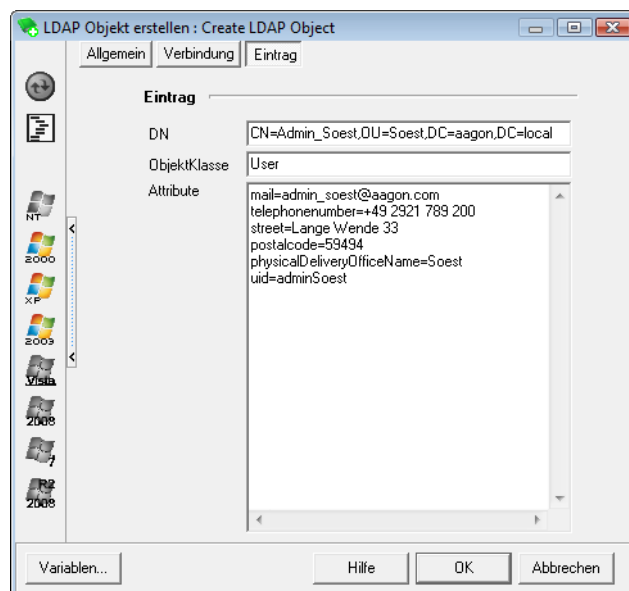 LDAP Objekt erstellen : Create LDAP Object
Allgemein Verbindung Eintrag
Eintrag
DN CN=Admin_Soest,OU=Soest,DC=aagon,DC=local
ObjektKlasse User
Attribute
mail=admin_soest@aagon.com
telephonenumber=+49 2921 789 200
street=Lange Wende 33
postalcode=59494
physicalDeliveryOfficeName=Soest
uid=adminSoest
NT
2000
XP
2003
Vista
2008
7
R2
2008
Variablen... Hilfe OK Abbrechen